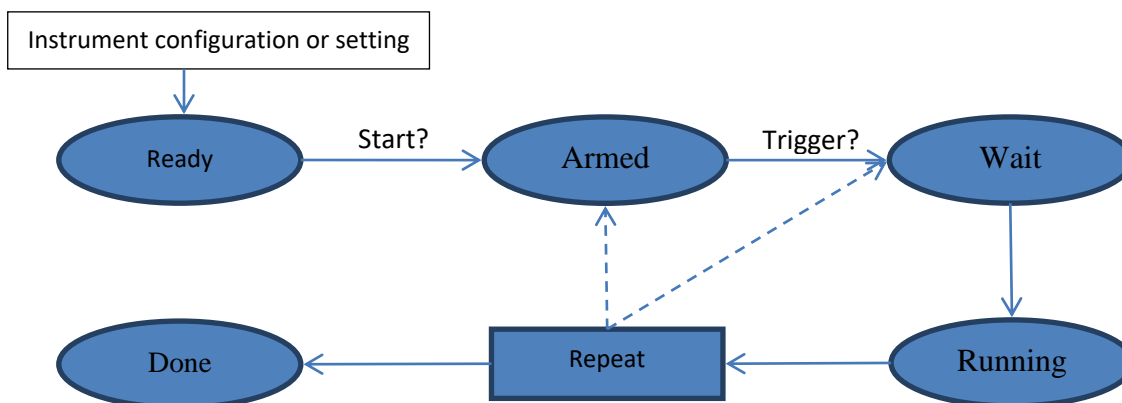 Instrument configuration or setting
Ready
Start?
Armed
Trigger?
Wait
Done
Repeat
Running